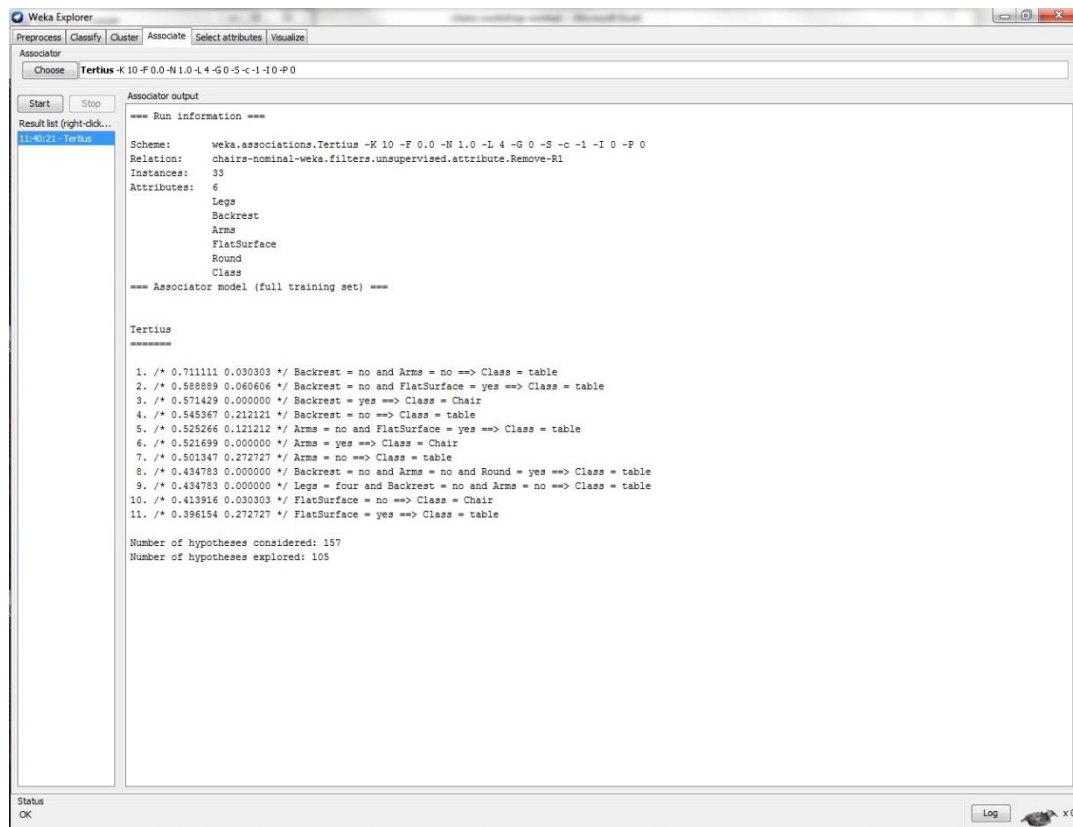 Weka Explorer
Preprocess Classify Cluster Associate Select attributes Visualize
Associator
Choose Tertius -K 10 -F 0.0 -N 1.0 -L 4 -G 0 -S -c -1 -I 0 -P 0
Start Stop
Result list (right-click...
11:40:21 - Tertius
Associator output
=== Run information ===
Scheme: weka.associations.Tertius -K 10 -F 0.0 -N 1.0 -L 4 -G 0 -S -c -1 -I 0 -P 0
Relation: chairs-nominal-weka.filters.unsupervised.attribute.Remove-R1
Instances: 33
Attributes: 6
Legs
Backrest
Arms
FlatSurface
Round
Class
=== Associator model (full training set) ===
Tertius
=======
1. /* 0.711111 0.030303 */ Backrest = no and Arms = no ==> Class = table
2. /* 0.588889 0.060606 */ Backrest = no and FlatSurface = yes ==> Class = table
3. /* 0.571429 0.000000 */ Backrest = yes ==> Class = Chair
4. /* 0.545367 0.212121 */ Backrest = no ==> Class = table
5. /* 0.525266 0.121212 */ Arms = no and FlatSurface = yes ==> Class = table
6. /* 0.521699 0.000000 */ Arms = yes ==> Class = Chair
7. /* 0.501347 0.272727 */ Arms = no ==> Class = table
8. /* 0.434783 0.000000 */ Backrest = no and Arms = no and Round = yes ==> Class = table
9. /* 0.434783 0.000000 */ Legs = four and Backrest = no and Arms = no ==> Class = table
10. /* 0.413916 0.030303 */ FlatSurface = no ==> Class = Chair
11. /* 0.396154 0.272727 */ FlatSurface = yes ==> Class = table
Number of hypotheses considered: 157
Number of hypotheses explored: 105
Status
OK
Log